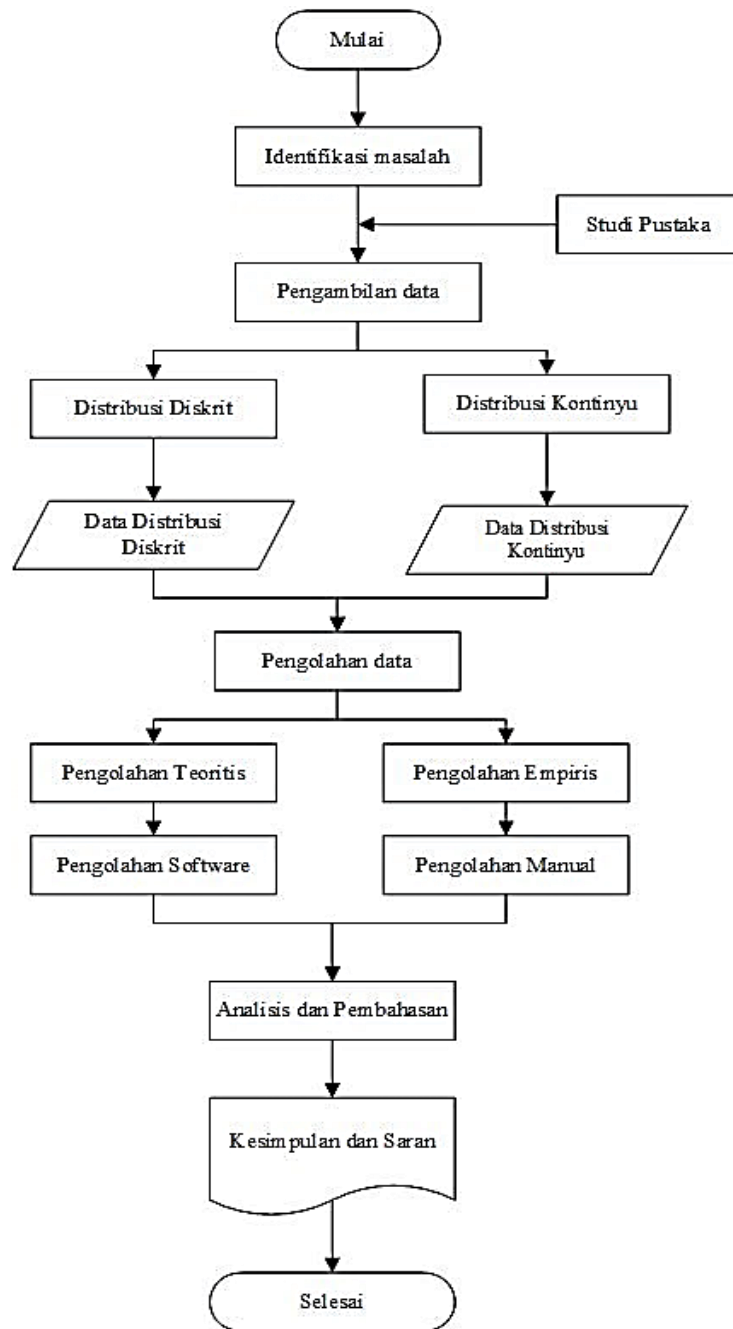 Mulai
Identifikasi masalah
Studi Pustaka
Pengambilan data
Distribusi Diskrit
Distribusi Kontinyu
Data Distribusi
Diskrit
Data Distribusi
Kontinyu
Pengolahan data
Pengolahan Teoritis
Pengolahan Empiris
Pengolahan Software
Pengolahan Manual
Analisis dan Pembahasan
Kesimpulan dan Saran
Selesai